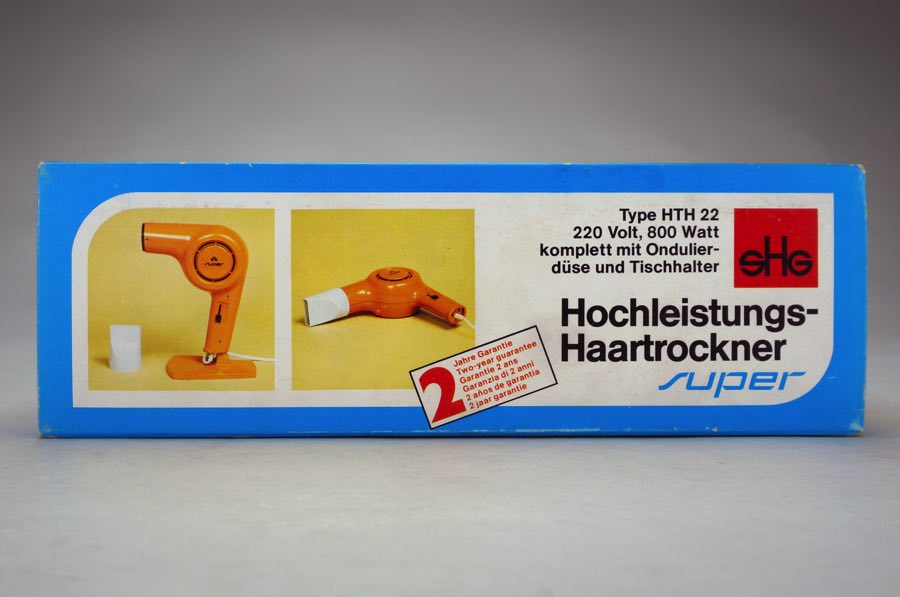 Type HTH 22
220 Volt, 800 Watt
komplett mit Ondulier-
düse und Tischhalter
SHG
Hochleistungs-
Haartrockner
super
super
2 Jahre Garantie
Two-year guarantee
Garantie 2 ans
Garanzia di 2 anni
2 años de garantia
2 jaar garantie